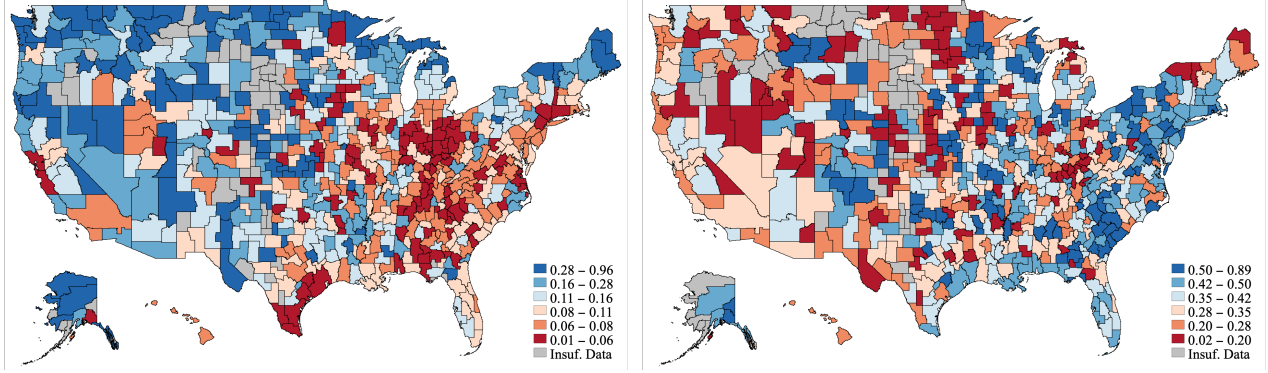 0.28 – 0.96
0.16 – 0.28
0.11 – 0.16
0.08 – 0.11
0.06 – 0.08
0.01 – 0.06
Insuf. Data
0.50 – 0.89
0.42 – 0.50
0.35 – 0.42
0.28 – 0.35
0.20 – 0.28
0.02 – 0.20
Insuf. Data